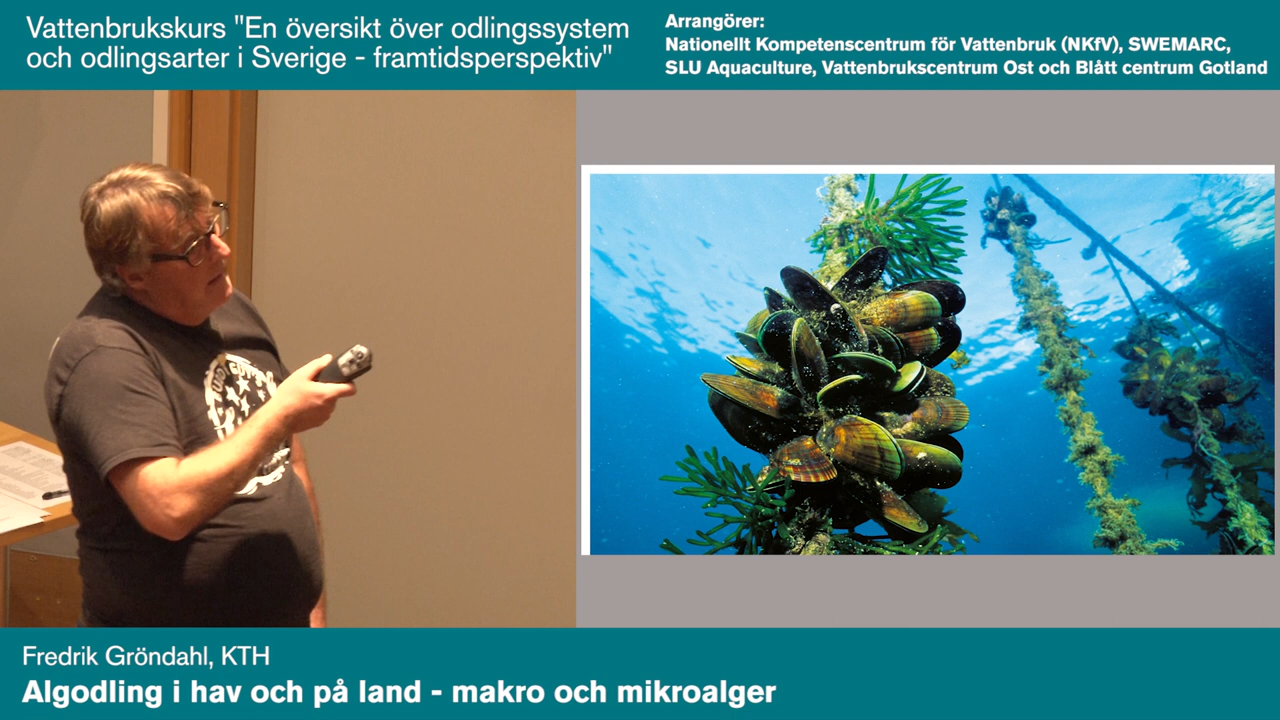 Vattenbrukskurs "En översikt över odlingssystem
och odlingsarter i Sverige - framtidsperspektiv"
Arrangörer:
Nationellt Kompetenscentrum för Vattenbruk (NKfV), SWEMARC,
SLU Aquaculture, Vattenbrukscentrum Ost och Blått centrum Gotland
Fredrik Gröndahl, KTH
Algodling i hav och på land - makro och mikroalger